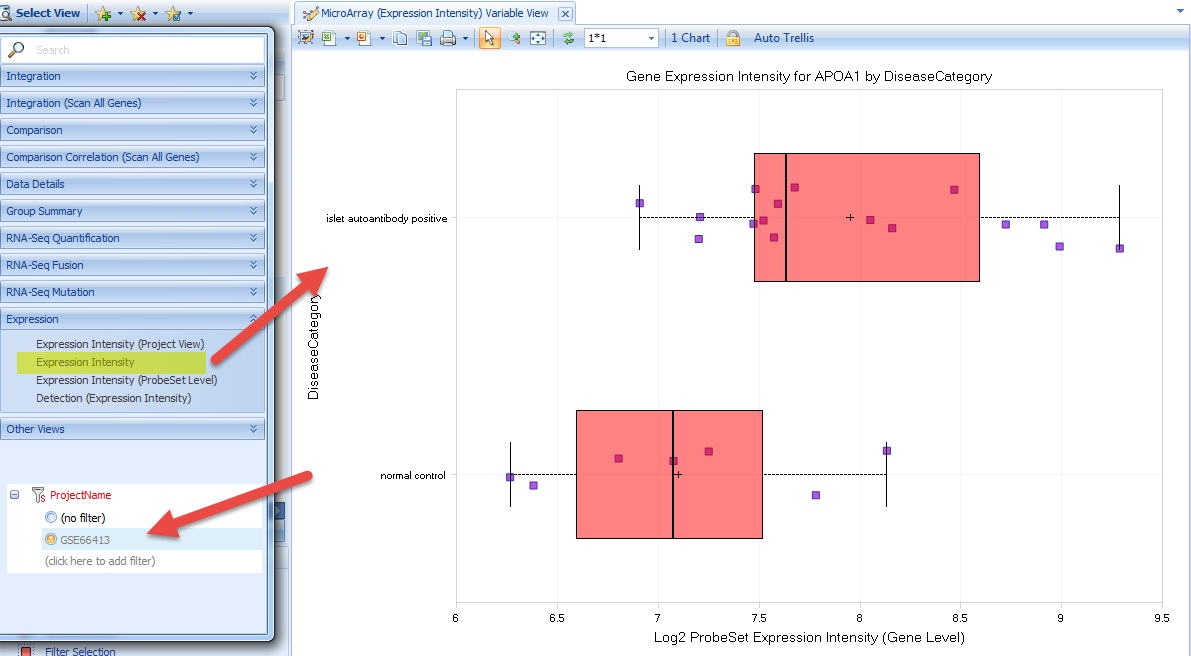 Select View
Search
Integration
Integration (Scan All Genes)
Comparison
Comparison Correlation (Scan All Genes)
Data Details
Group Summary
RNA-Seq Quantification
RNA-Seq Fusion
RNA-Seq Mutation
Expression
Expression Intensity (Project View)
Expression Intensity
Expression Intensity (ProbeSet Level)
Detection (Expression Intensity)
Other Views
ProjectName
(no filter)
GSE66413
(click here to add filter)
Filter Selection
MicroArray (Expression Intensity) Variable View
1*1
1 Chart
Auto Trellis
Gene Expression Intensity for APOA1 by DiseaseCategory
DiseaseCategory
islet autoantibody positive
normal control
6 6.5 7 7.5 8 8.5 9 9.5
Log2 ProbeSet Expression Intensity (Gene Level)